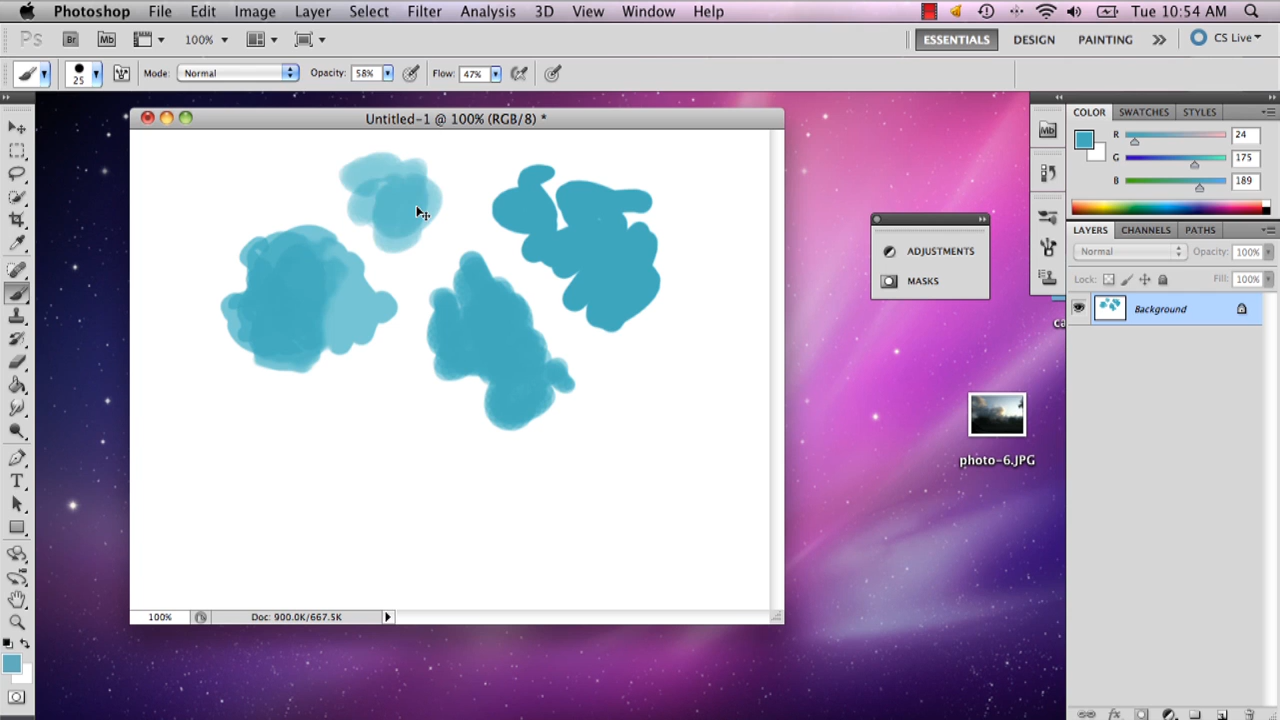 Photoshop File Edit Image Layer Select Filter Analysis 3D View Window Help Tue 10:54 AM
Ps Br Mb 100% ESSENTIALS DESIGN PAINTING CS Live
25 Mode: Normal Opacity: 58% Flow: 47%
Untitled-1 @ 100% (RGB/8) *
COLOR SWATCHES STYLES
Mb
R 24
G 175
B 189
LAYERS CHANNELS PATHS
Normal Opacity: 100%
Lock: Fill: 100%
Background
ADJUSTMENTS
MASKS
Ca
photo-6.JPG
T
100% Doc: 900.0K/667.5K
fx